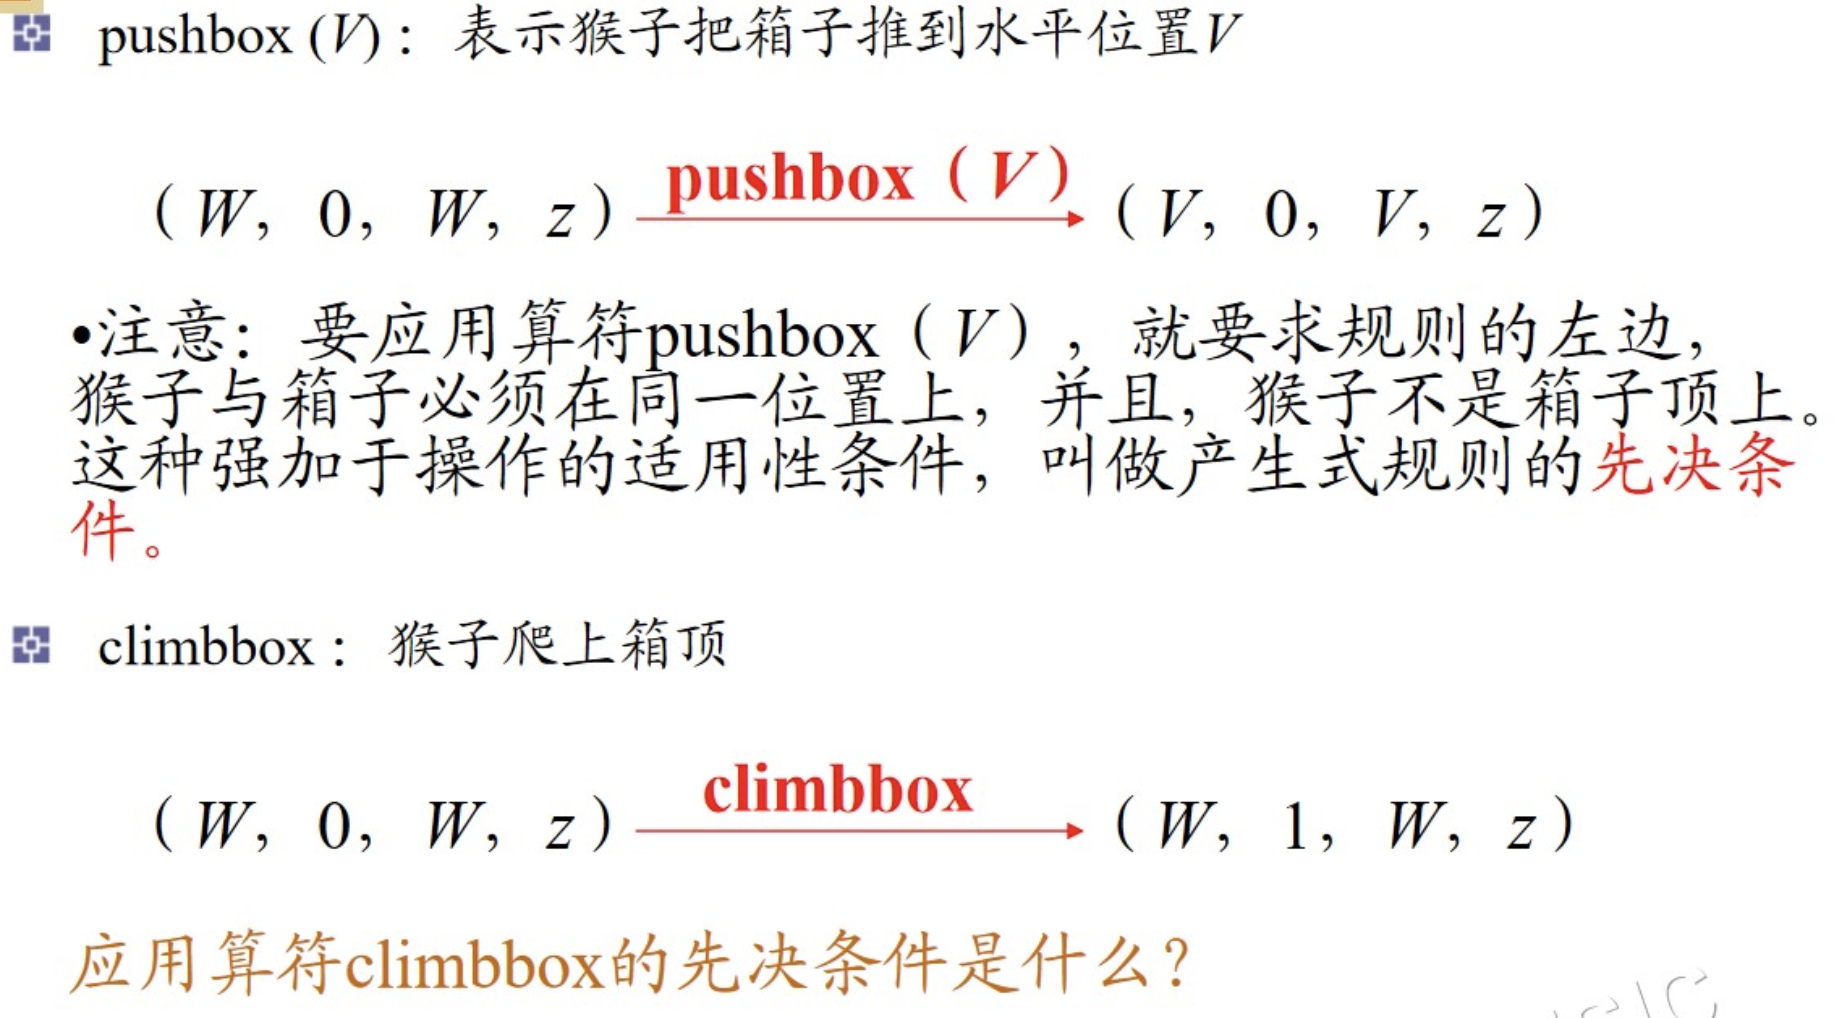 pushbox (V)：表示猴子把箱子推到水平位置V
pushbox（V）
（W，0，W，z）（V，0，V，z）
•注意：要应用算符pushbox（V），就要求规则的左边，
猴子与箱子必须在同一位置上，并且，猴子不是箱子顶上。
这种强加于操作的适用性条件，叫做产生式规则的先决条
件。
climbbox：猴子爬上箱顶
climbbox
（W，0，W，z）（W，1，W，z）
应用算符climbbox的先决条件是什么？